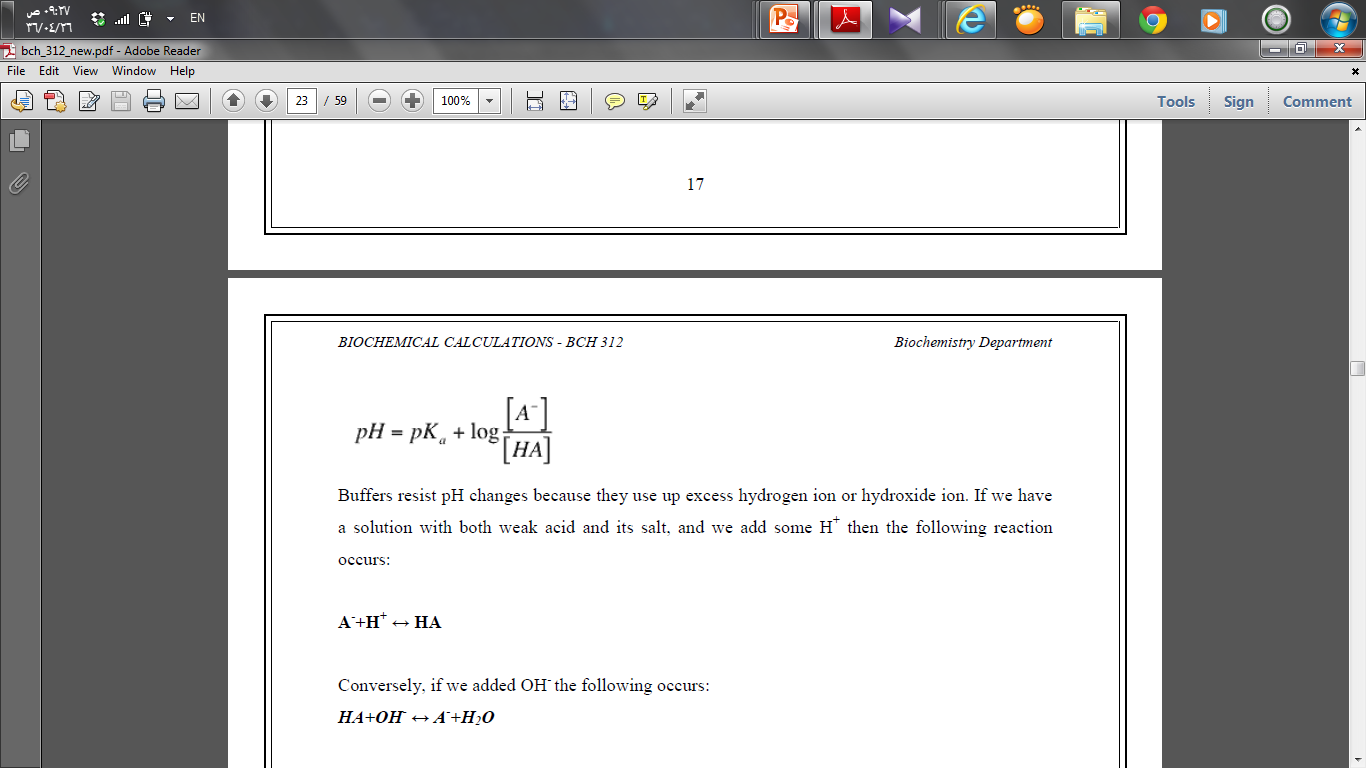 ٠٩:٢٧ ص
٣٦/٠٤/٢٦
EN
bch_312_new.pdf - Adobe Reader
File Edit View Window Help
23 / 59 100% Tools Sign Comment
17
BIOCHEMICAL CALCULATIONS - BCH 312 Biochemistry Department
pH = pKₐ + log [A⁻] / [HA]
Buffers resist pH changes because they use up excess hydrogen ion or hydroxide ion. If we have
a solution with both weak acid and its salt, and we add some H⁺ then the following reaction
occurs:
A⁻+H⁺ ↔ HA
Conversely, if we added OH⁻ the following occurs:
HA+OH⁻ ↔ A⁻+H₂O